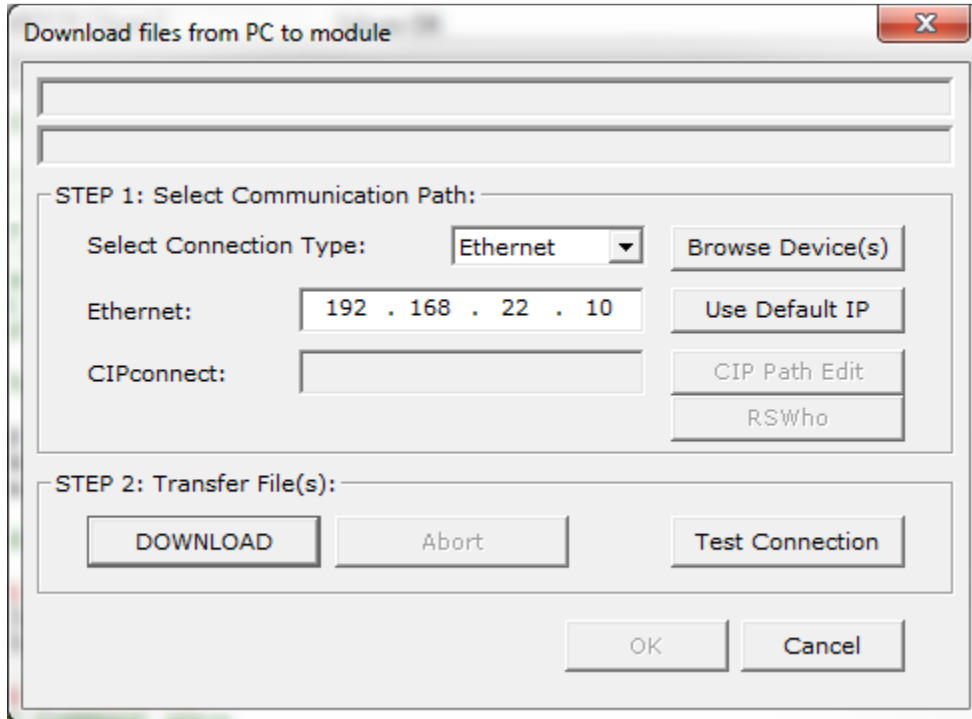 Download files from PC to module
STEP 1: Select Communication Path:
Select Connection Type: Ethernet Browse Device(s)
Ethernet: 192 . 168 . 22 . 10 Use Default IP
CIPconnect: CIP Path Edit
RSWho
STEP 2: Transfer File(s):
DOWNLOAD Abort Test Connection
OK Cancel